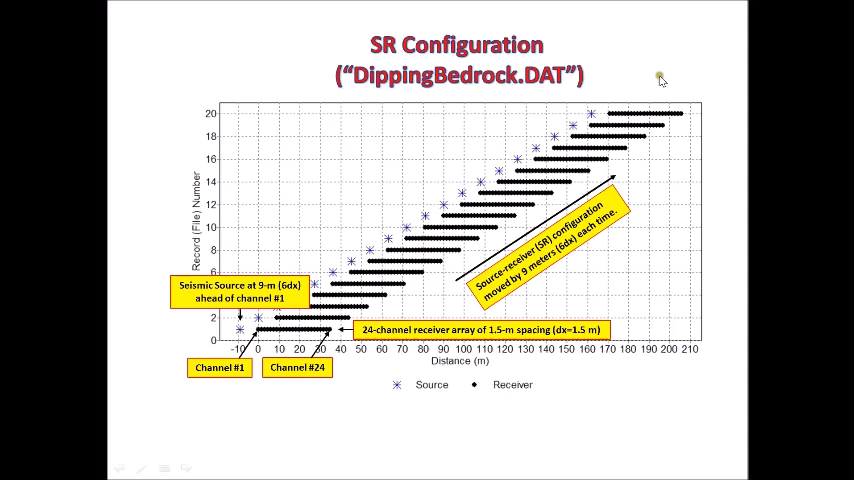 SR Configuration
(“DippingBedrock.DAT”)
Record (File) Number
20
18
16
14
12
10
8
6
2
0
Seismic Source at 9-m (6dx)
ahead of channel #1
Source-receiver (SR) configuration
moved by 9 meters (6dx) each time.
24-channel receiver array of 1.5-m spacing (dx=1.5 m)
-10 0 10 20 30 40 50 60 70 80 90 100 110 120 130 140 150 160 170 180 190 200 210
Channel #1
Channel #24
Distance (m)
Source
Receiver